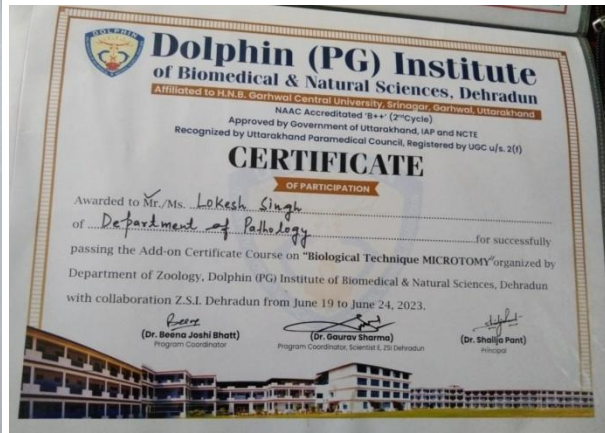 DOLPHIN
Dolphin (PG) Institute
of Biomedical & Natural Sciences, Dehradun
Affiliated to H.N.B. Garhwal Central University, Srinagar, Garhwal, Uttarakhand
NAAC Accreditated 'B++' (2ⁿᵈCycle)
Approved by Government of Uttarakhand, IAP and NCTE
Recognized by Uttarakhand Paramedical Council, Registered by UGC u/s. 2(f)
CERTIFICATE
OF PARTICIPATION
Awarded to Mr./Ms. Lokesh Singh
of Department of Pathology for successfully
passing the Add-on Certificate Course on "Biological Technique MICROTOMY"organized by
Department of Zoology, Dolphin (PG) Institute of Biomedical & Natural Sciences, Dehradun
with collaboration Z.S.I. Dehradun from June 19 to June 24, 2023.
Beena
(Dr. Beena Joshi Bhatt)
Program Coordinator
(Dr. Gaurav Sharma)
Program Coordinator, Scientist E, ZSI Dehradun
(Dr. Shailja Pant)
Principal